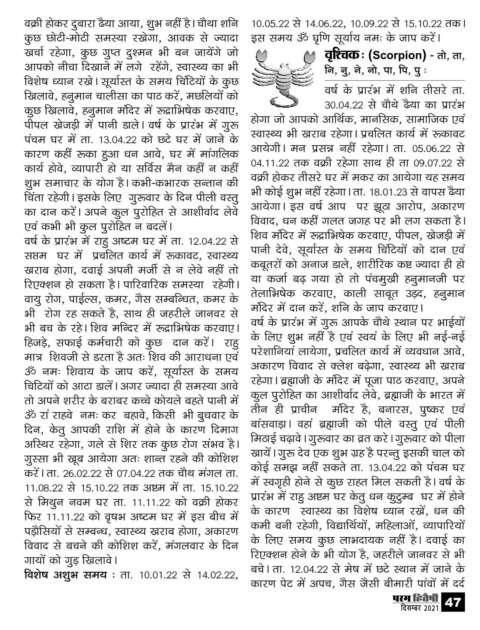 वक्री होकर दुबारा ढैया आया, शुभ नहीं है। चौथा शनि
कुछ छोटी-मोटी समस्या रखेगा, आवक से ज्यादा
खर्चा रहेगा, कुछ गुप्त दुश्मन भी बन जायेंगे जो
आपको नीचा दिखाने में लगे रहेंगे, स्वास्थ्य का भी
विशेष ध्यान रखे। सूर्यास्त के समय चिंटियों के कुछ
खिलावे, हनुमान चालीसा का पाठ करें, मछलियों को
कुछ खिलावे, हनुमान मंदिर में रूद्राभिषेक करवाए,
पीपल खेजड़ी में पानी डाले। वर्ष के प्रारंभ में गुरू
पंचम घर में ता. 13.04.22 को छटे घर में जाने के
कारण कहीं रूका हुआ धन आवे, घर में मांगलिक
कार्य होवे, व्यापारी हो या सर्विस मैन कहीं न कहीं
शुभ समाचार के योग है। कभी-कभारक सन्तान की
चिंता रहेगी। इसके लिए गुरूवार के दिन पीली वस्तु
का दान करें। अपने कुल पुरोहित से आशीर्वाद लेवे
एवं कभी भी कुल पुरोहित न बदलें।
वर्ष के प्रारंभ में राहु अष्टम घर में ता. 12.04.22 से
सप्तम घर में प्रचलित कार्य में रूकावट, स्वास्थ्य
खराब होगा, दवाई अपनी मर्जी से न लेवे नहीं तो
रिएक्शन हो सकता है। पारिवारिक समस्या रहेगी।
वायु रोग, पाईल्स, कमर, गैस सम्बन्धित, कमर के
भी रोग रह सकते है, साथ ही जहरीले जानवर से
भी बच के रहे। शिव मन्दिर में रूद्राभिषेक करवाए।
हिजड़े, सफाई कर्मचारी को कुछ दान करें। राहु
मात्र शिवजी से डरता है अतः शिव की आराधना एवं
ॐ नमः शिवाय के जाप करें, सूर्यास्त के समय
चिटियों को आटा डालें। अगर ज्यादा ही समस्या आवे
तो अपने शरीर के बराबर कच्चे कोयले बहते पानी में
ॐ रां राहवे नमः कर बहावे, किसी भी बुधवार के
दिन, केतु आपकी राशि में होने के कारण दिमाग
अस्थिर रहेगा, गले से शिर तक कुछ रोग संभव है।
गुस्सा भी खूब आयेगा अतः शान्त रहने की कोशिश
करें। ता. 26.02.22 से 07.04.22 तक चौथ मंगल ता.
11.08.22 से 15.10.22 तक अष्टम में ता. 15.10.22
से मिथुन नवम घर ता. 11.11.22 को वक्री होकर
फिर 11.11.22 को वृषभ अष्टम घर में इस बीच में
पड़ौसियों से सम्बन्ध, स्वास्थ्य खराब होगा, अकारण
विवाद से बचने की कोशिश करें, मंगलवार के दिन
गायों को गुड़ खिलावे।
विशेष अशुभ समय : ता. 10.01.22 से 14.02.22,
10.05.22 से 14.06.22, 10.09.22 से 15.10.22 तक।
इस समय ॐ घृणि सूर्याय नमः के जाप करें।
वृश्चिकः (Scorpion) - तो, ता,
नि, नु, ने, नो, पा, पि, पु :
वर्ष के प्रारंभ में शनि तीसरे ता.
30.04.22 से चौथे ढैया का प्रारंभ
होगा जो आपको आर्थिक, मानसिक, सामाजिक एवं
स्वास्थ्य भी खराब रहेगा। प्रचलित कार्य में रूकावट
आयेगी। मन प्रसन्न नहीं रहेगा। ता. 05.06.22 से
04.11.22 तक वक्री रहेगा साथ ही ता 09.07.22 से
वक्री होकर तीसरे घर में मकर का आयेगा यह समय
भी कोई शुभ नहीं रहेगा। ता. 18.01.23 से वापस ढैया
आयेगा। इस वर्ष आप पर झूठा आरोप, अकारण
विवाद, धन कहीं गलत जगह पर भी लग सकता है।
शिव मंदिर में रूद्राभिषेक करवाए, पीपल, खेजड़ी में
पानी देवे, सूर्यास्त के समय चिंटियों को दान एवं
कबूतरों को अनाज डाले, शारीरिक कष्ट ज्यादा ही हो
या कर्जा बढ़ गया हो तो पंचमुखी हनुमानजी पर
तेलाभिषेक करवाए, काली साबूत उड़द, हनुमान
मंदिर में दान करें, शनि के जाप करवाए।
वर्ष के प्रारंभ में गुरू आपके चौथे स्थान पर भाईयों
के लिए शुभ नहीं है एवं स्वयं के लिए भी नई-नई
परेशानियां लायेगा, प्रचलित कार्य में व्यवधान आवे,
अकारण विवाद से क्लेश बढ़ेगा, स्वास्थ्य भी खराब
रहेगा। ब्रह्माजी के मंदिर में पूजा पाठ करवाए, अपने
कुल पुरोहित का आशीर्वाद लेवे, ब्रह्माजी के भारत में
तीन ही प्राचीन मंदिर है, बनारस, पुष्कर एवं
बांसवाड़ा। वहां ब्रह्माजी को पीले वस्तु एवं पीली
मिठाई चढ़ावे। गुरूवार का व्रत करे। गुरूवार को पीला
खायें। गुरू देव एक शुभ ग्रह है परन्तु इसकी चाल को
कोई समझ नहीं सकते ता. 13.04.22 को पंचम घर
में स्वगृही होने से कुछ राहत मिल सकती है। वर्ष के
प्रारंभ में राहु अष्टम घर केतु धन कुटुम्ब घर में होने
के कारण स्वास्थ्य का विशेष ध्यान रखें, धन की
कमी बनी रहेगी, विद्यार्थियों, महिलाओं, व्यापारियों
के लिए समय कुछ लाभदायक नहीं है। दवाई का
रिएक्शन होने के भी योग है, जहरीले जानवर से भी
बचे। ता. 12.04.22 से मेष में छटे स्थान में जाने के
कारण पेट में अपच, गैस जैसी बीमारी पांवों में दर्द
परम हितैषी
दिसम्बर 2021 47